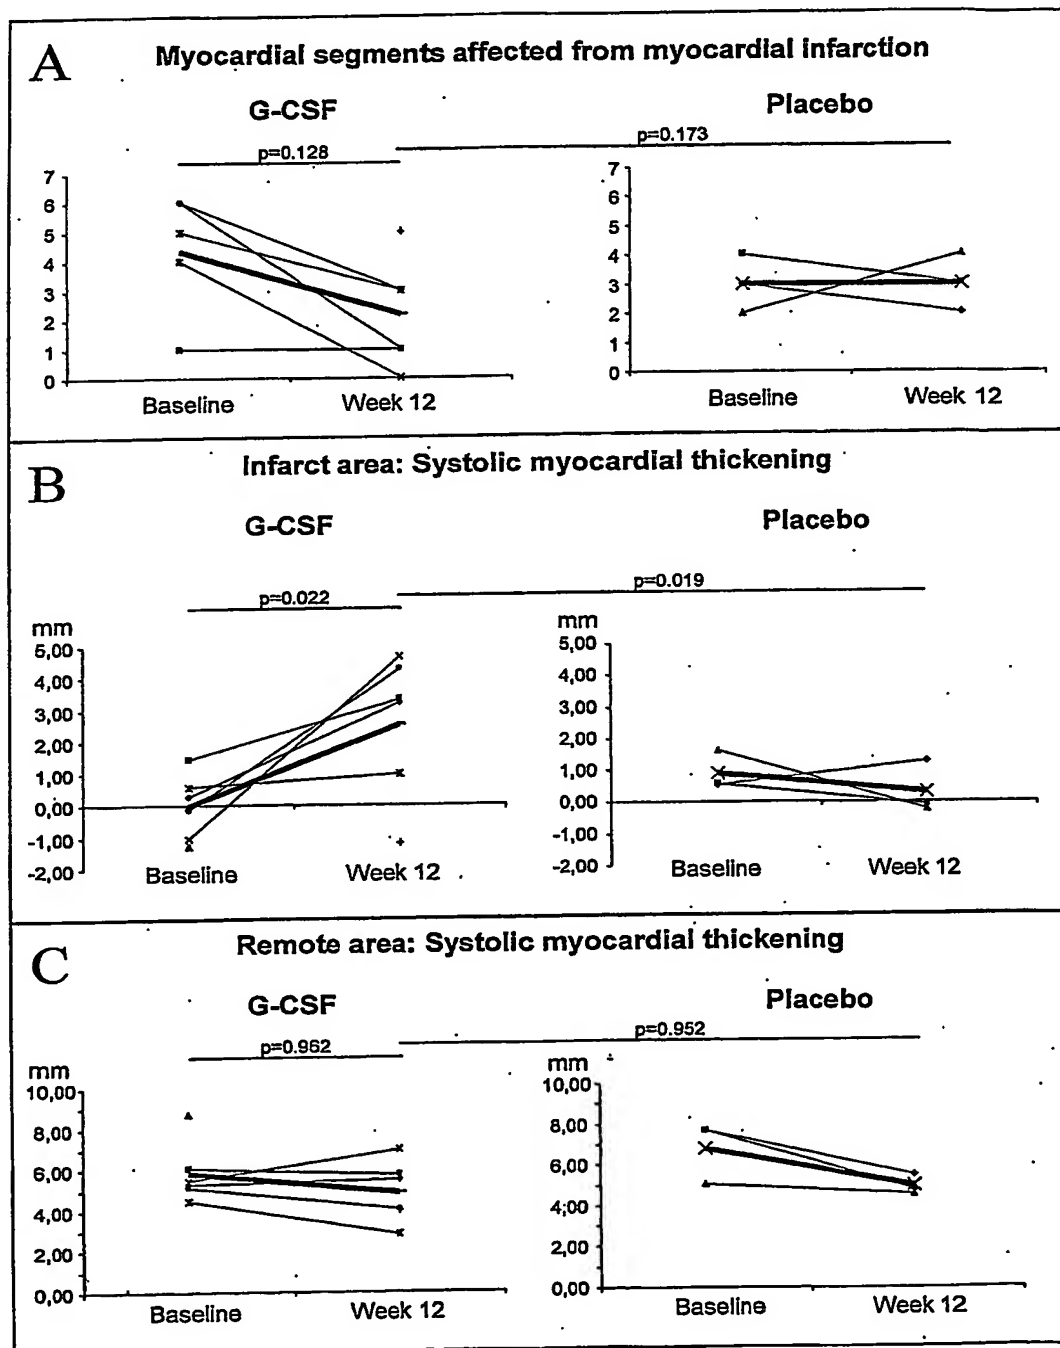 A
Myocardial segments affected from myocardial infarction
G-CSF
Placebo
p=0.128
p=0.173
7
6
5
4
3
2
1
0
Baseline
Week 12
7
6
5
4
3
2
1
0
Baseline
Week 12
B
Infarct area: Systolic myocardial thickening
G-CSF
Placebo
p=0.022
p=0.019
mm
5,00
4,00
3,00
2,00
1,00
0,00
-1,00
-2,00
Baseline
Week 12
mm
5,00
4,00
3,00
2,00
1,00
0,00
-1,00
-2,00
Baseline
Week 12
C
Remote area: Systolic myocardial thickening
G-CSF
Placebo
p=0.962
p=0.952
mm
10,00
8,00
6,00
4,00
2,00
0,00
Baseline
Week 12
mm
10,00
8,00
6,00
4,00
2,00
0,00
Baseline
Week 12